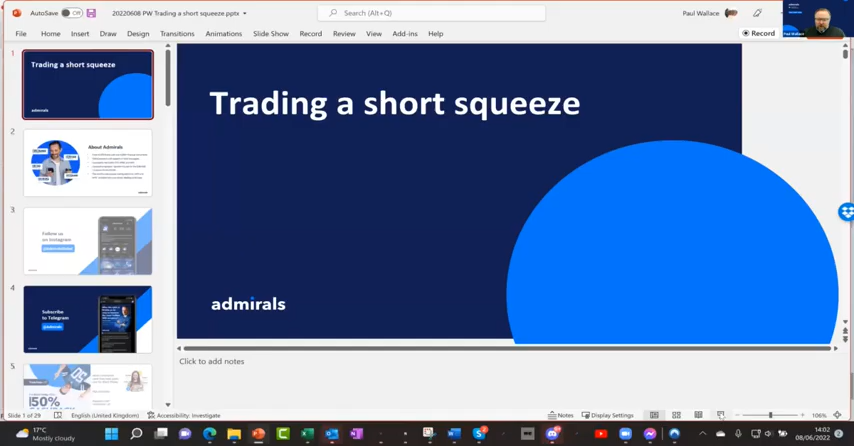 AutoSave
Off
20220608 PW Trading a short squeeze.pptx
Search (Alt+Q)
Paul Wallace
File Home Insert Draw Design Transitions Animations Slide Show Record Review View Add-ins Help
Record
Paul Wallace
1
Trading a short squeeze
admirals
2
About Admirals
3
Follow us
on Instagram
4
Subscribe
to Telegram
5
150%
Trading a short squeeze
admirals
Click to add notes
Slide 1 of 29
English (United Kingdom)
Accessibility: Investigate
Notes
Display Settings
106%
17°C
Mostly cloudy
14:02
08/06/2022